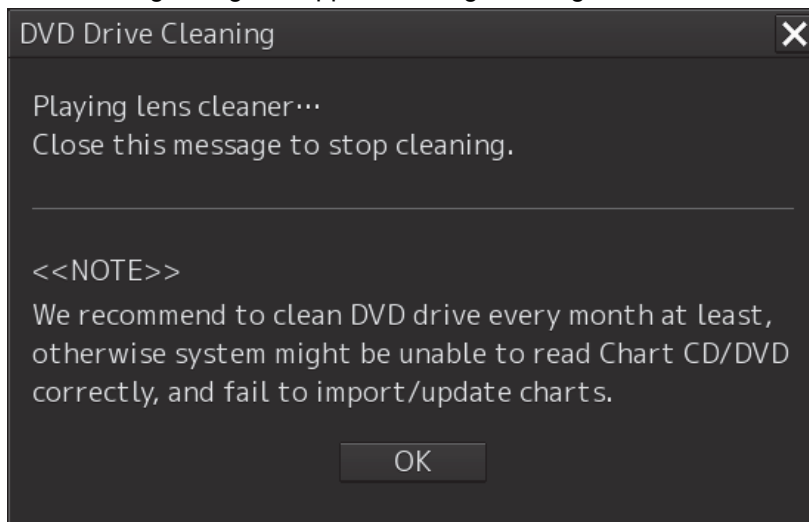 DVD Drive Cleaning
Playing lens cleaner…
Close this message to stop cleaning.
<<NOTE>>
We recommend to clean DVD drive every month at least,
otherwise system might be unable to read Chart CD/DVD
correctly, and fail to import/update charts.
OK